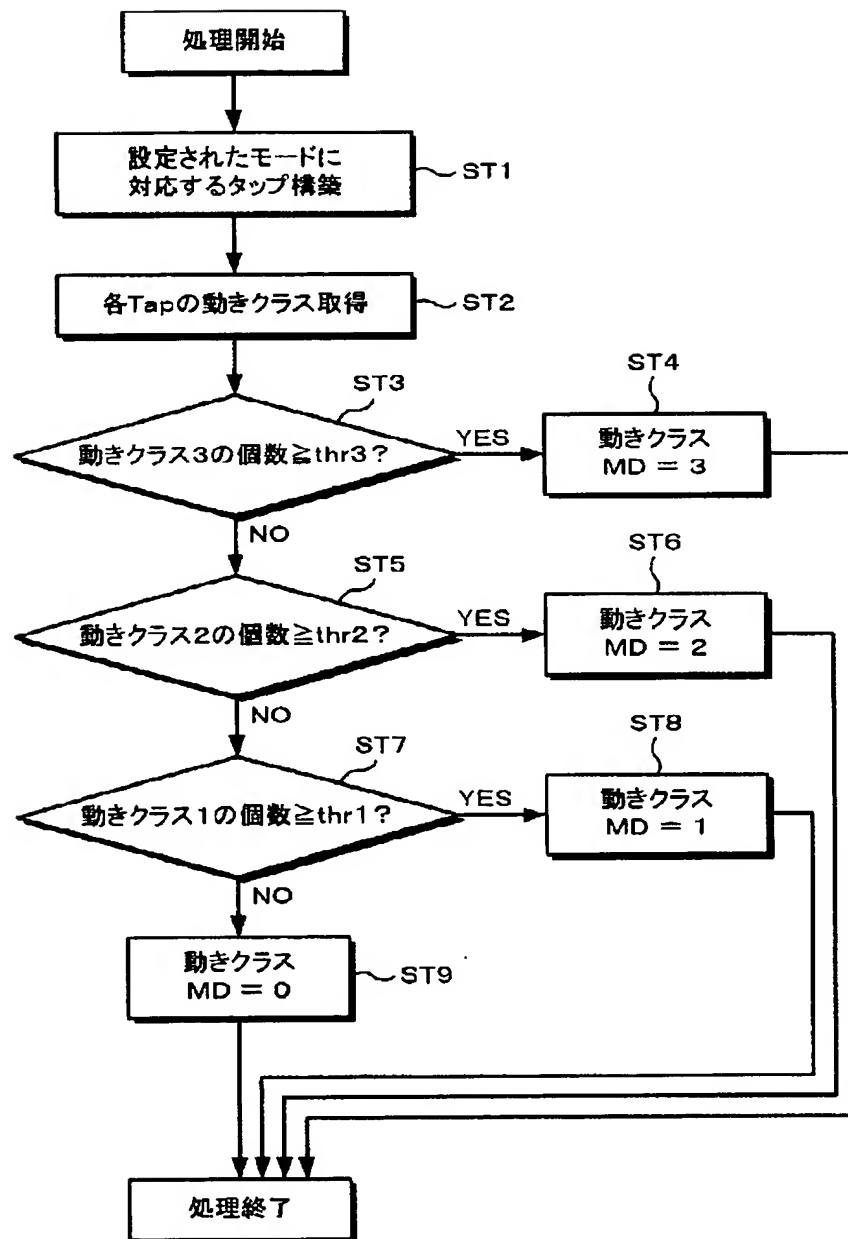 処理開始
設定されたモードに
対応するタップ構築
ST1
各Tapの動きクラス取得
ST2
ST3
動きクラス3の個数≧thr3?
YES
ST4
動きクラス
MD = 3
NO
ST5
動きクラス2の個数≧thr2?
YES
ST6
動きクラス
MD = 2
NO
ST7
動きクラス1の個数≧thr1?
YES
ST8
動きクラス
MD = 1
NO
動きクラス
MD = 0
ST9
処理終了